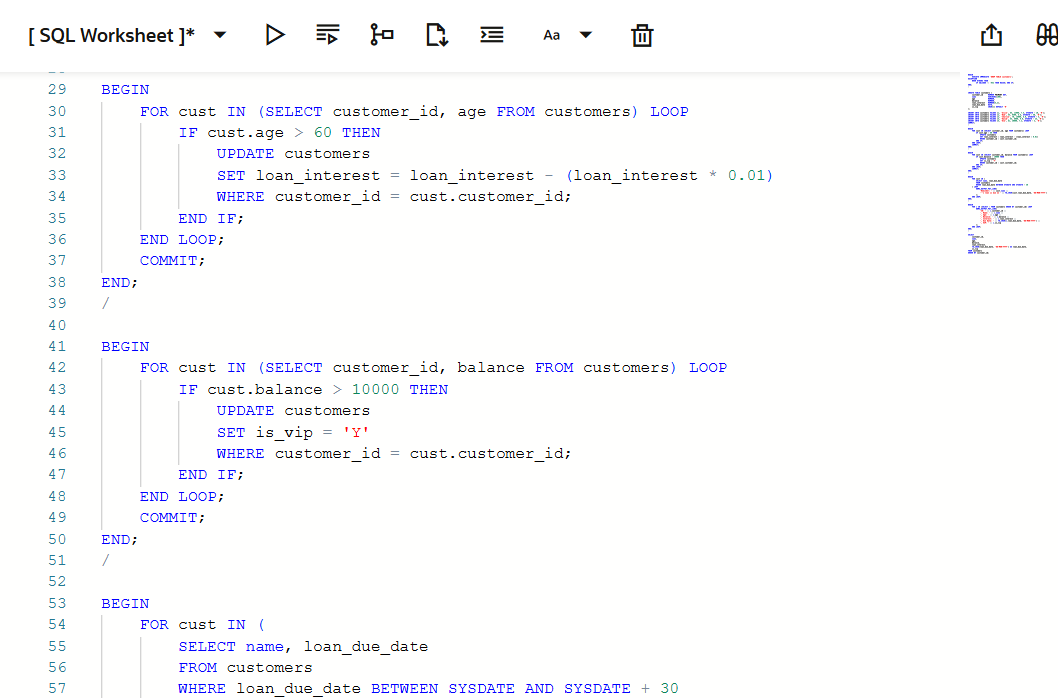 [ SQL Worksheet ]*
Aa
29 BEGIN
30     FOR cust IN (SELECT customer_id, age FROM customers) LOOP
31         IF cust.age > 60 THEN
32             UPDATE customers
33             SET loan_interest = loan_interest - (loan_interest * 0.01)
34             WHERE customer_id = cust.customer_id;
35         END IF;
36     END LOOP;
37     COMMIT;
38 END;
39 /
40
41 BEGIN
42     FOR cust IN (SELECT customer_id, balance FROM customers) LOOP
43         IF cust.balance > 10000 THEN
44             UPDATE customers
45             SET is_vip = 'Y'
46             WHERE customer_id = cust.customer_id;
47         END IF;
48     END LOOP;
49     COMMIT;
50 END;
51 /
52
53 BEGIN
54     FOR cust IN (
55         SELECT name, loan_due_date
56         FROM customers
57         WHERE loan_due_date BETWEEN SYSDATE AND SYSDATE + 30